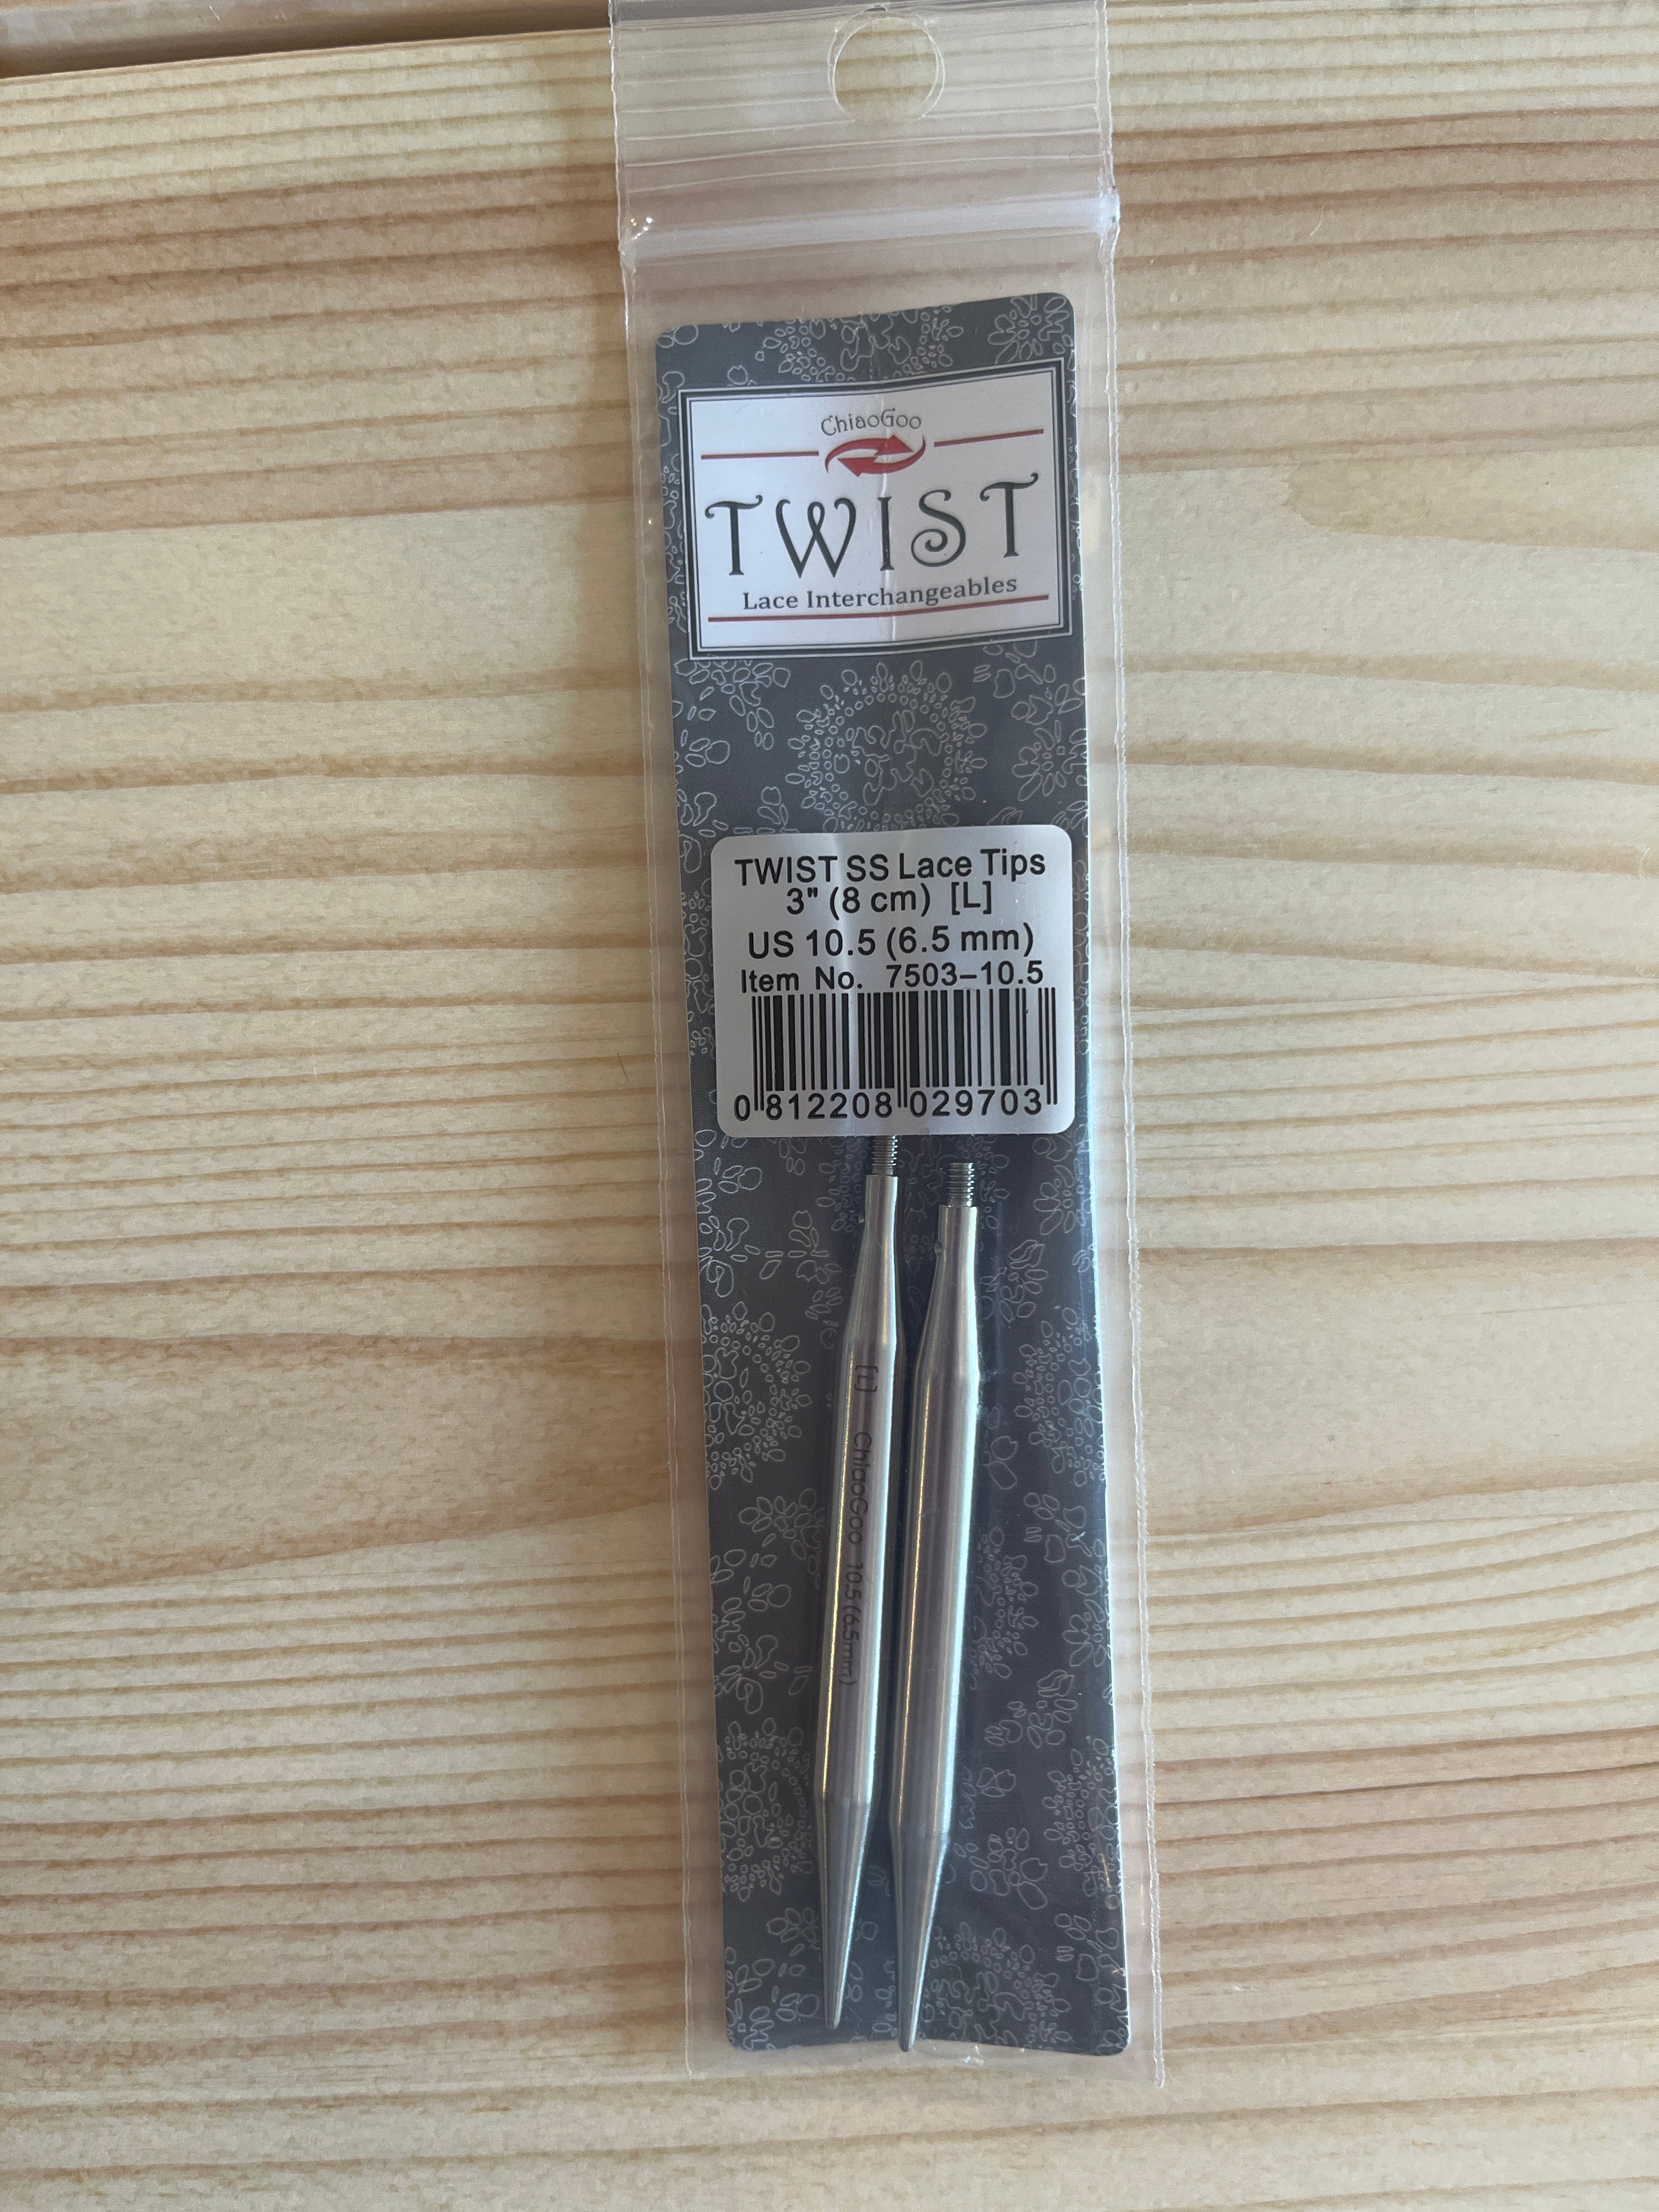 ChiaoGoo
TWIST
Lace Interchangeables
TWIST SS Lace Tips
3" (8 cm) [L]
US 10.5 (6.5 mm)
Item No. 7503-10.5
0 812208 029703
[L] ChiaoGoo 10.5 (6.5mm)